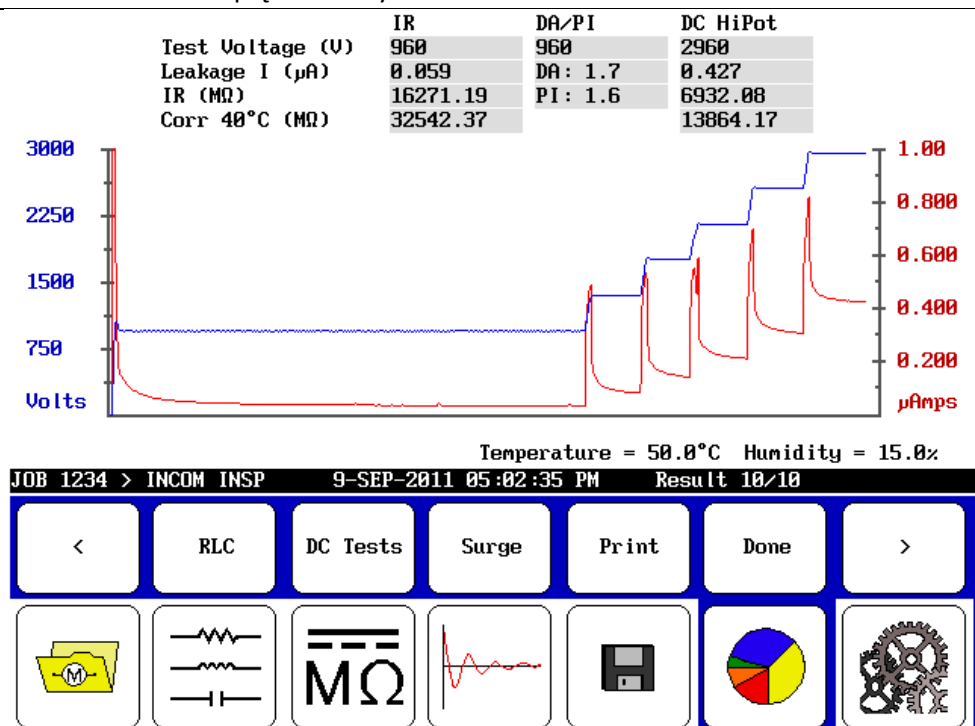 IR DA/PI DC HiPot
Test Voltage (V) 960 960 2960
Leakage I (µA) 0.059 DA: 1.7 0.427
IR (MΩ) 16271.19 PI: 1.6 6932.08
Corr 40°C (MΩ) 32542.37 13864.17
3000 1.00
2250 0.800
0.600
1500 0.400
750 0.200
Volts µAmps
Temperature = 50.0°C Humidity = 15.0%
JOB 1234 > INCOM INSP 9-SEP-2011 05:02:35 PM Result 10/10
< RLC DC Tests Surge Print Done >
M MΩ